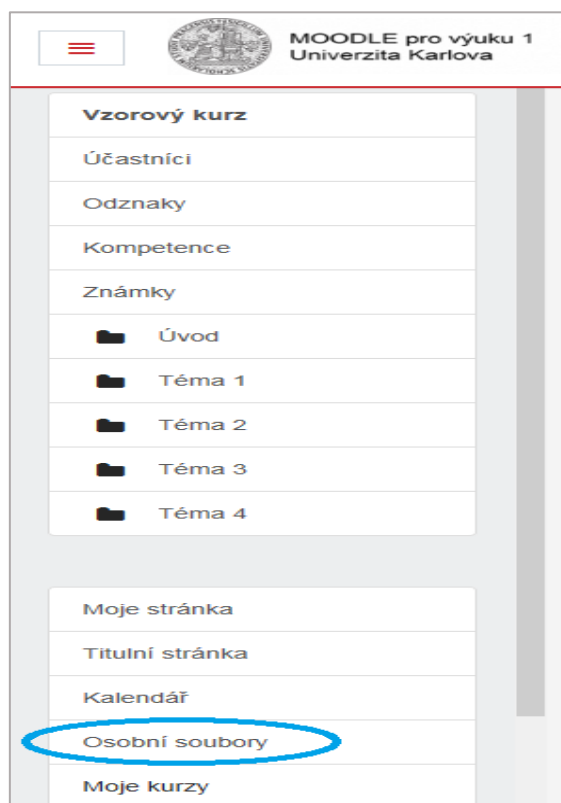 MOODLE pro výuku 1
Univerzita Karlova
Vzorový kurz
Účastníci
Odznaky
Kompetence
Známky
Úvod
Téma 1
Téma 2
Téma 3
Téma 4
Moje stránka
Titulní stránka
Kalendář
Osobní soubory
Moje kurzy